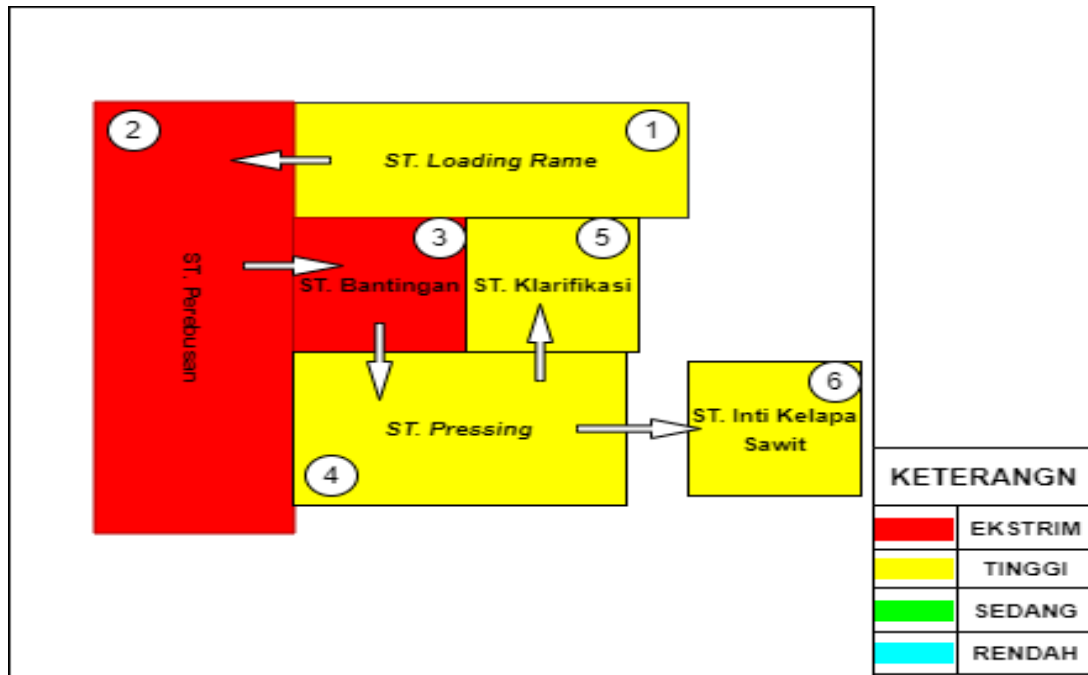 2
1
ST. Loading Rame
ST. Perebusan
3
ST. Bantingan
5
ST. Klarifikasi
4
ST. Pressing
6
ST. Inti Kelapa
Sawit
KETERANGN
EKSTRIM
TINGGI
SEDANG
RENDAH